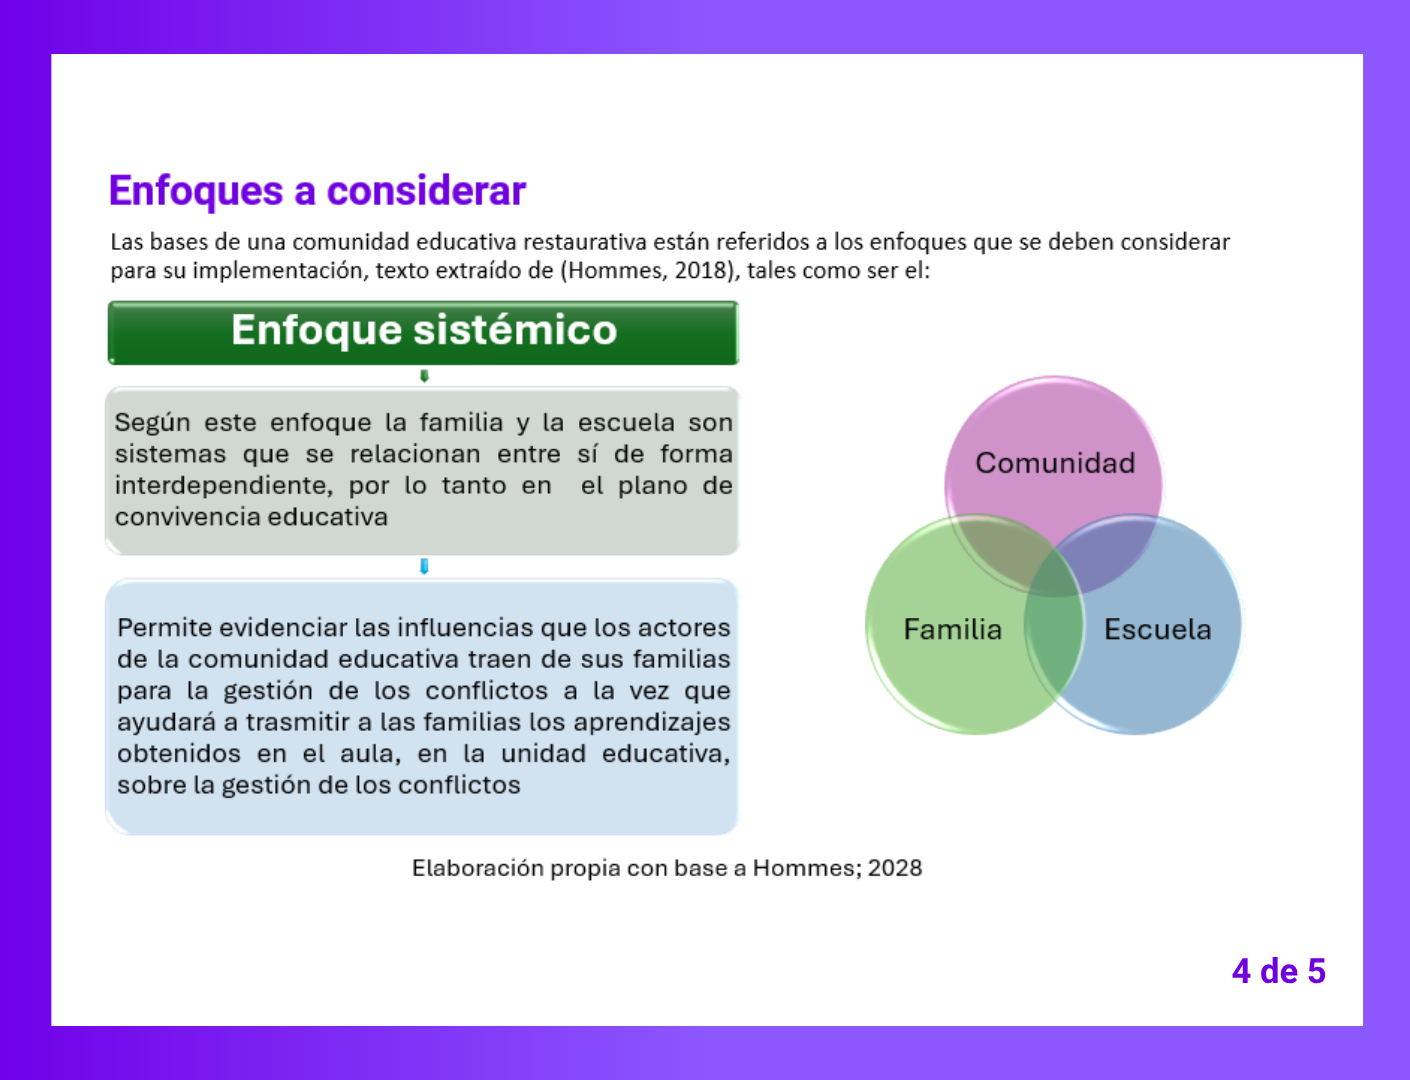 Enfoques a considerar
Las bases de una comunidad educativa restaurativa están referidos a los enfoques que se deben considerar
para su implementación, texto extraído de (Hommes, 2018), tales como ser el:
Enfoque sistémico
Según este enfoque la familia y la escuela son
sistemas que se relacionan entre sí de forma
interdependiente, por lo tanto en  el plano de
convivencia educativa
Permite evidenciar las influencias que los actores
de la comunidad educativa traen de sus familias
para la gestión de los conflictos a la vez que
ayudará a trasmitir a las familias los aprendizajes
obtenidos en el aula, en la unidad educativa,
sobre la gestión de los conflictos
Comunidad
Familia
Escuela
Elaboración propia con base a Hommes; 2028
4 de 5